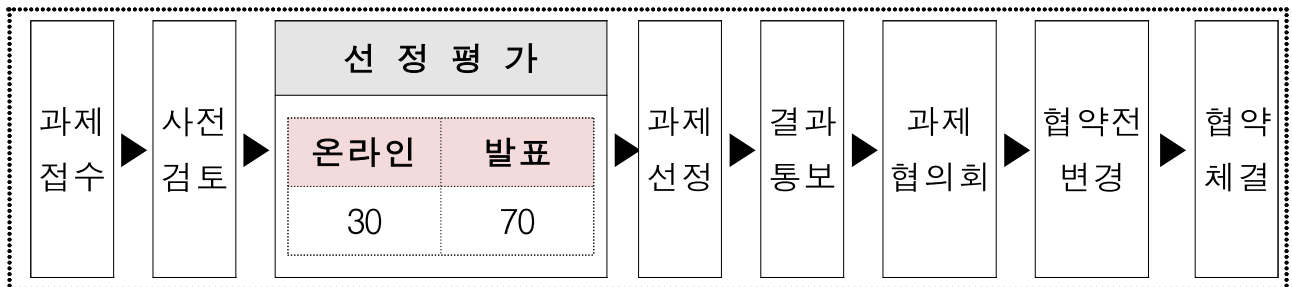 과제
접수
▶
사전
검토
▶
선 정 평 가
온라인 발표
30 70
▶
과제
선정
▶
결과
통보
▶
과제
협의회
▶
협약전
변경
▶
협약
체결